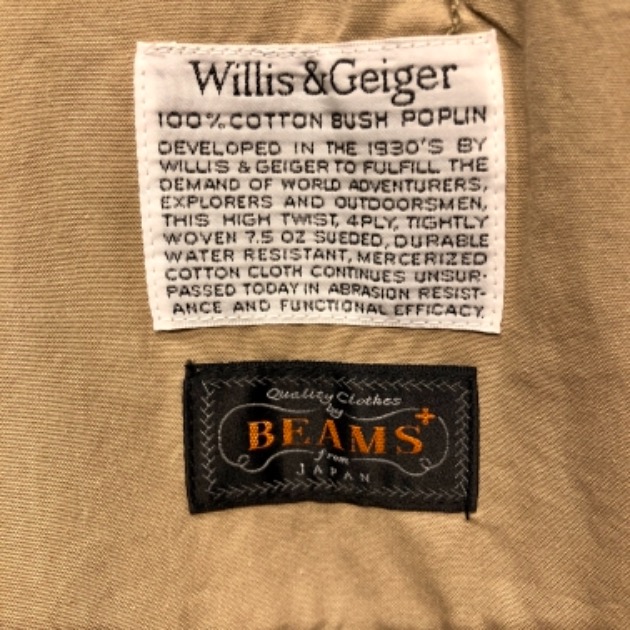 Willis &Geiger
100% COTTON BUSH POPLIN
DEVELOPED IN THE 1930'S BY
WILLIS & GEIGER TO FULFILL THE
DEMAND OF WORLD ADVENTURERS,
EXPLORERS AND OUTDOORSMEN,
THIS HIGH TWIST, 4PLY, TIGHTLY
WOVEN 7.5 OZ SUEDED, DURABLE
WATER RESISTANT, MERCERIZED
COTTON CLOTH CONTINUES UNSUR-
PASSED TODAY IN ABRASION RESIST-
ANCE AND FUNCTIONAL EFFICACY.
Quality Clothes
by
BEAMS+
from
JAPAN